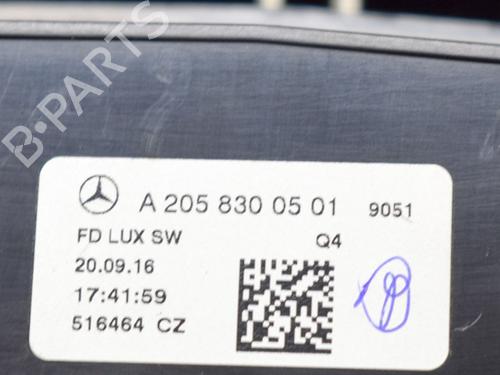 B-PARTS
A 205 830 05 01 9051
FD LUX SW Q4
20.09.16
17:41:59
516464 CZ